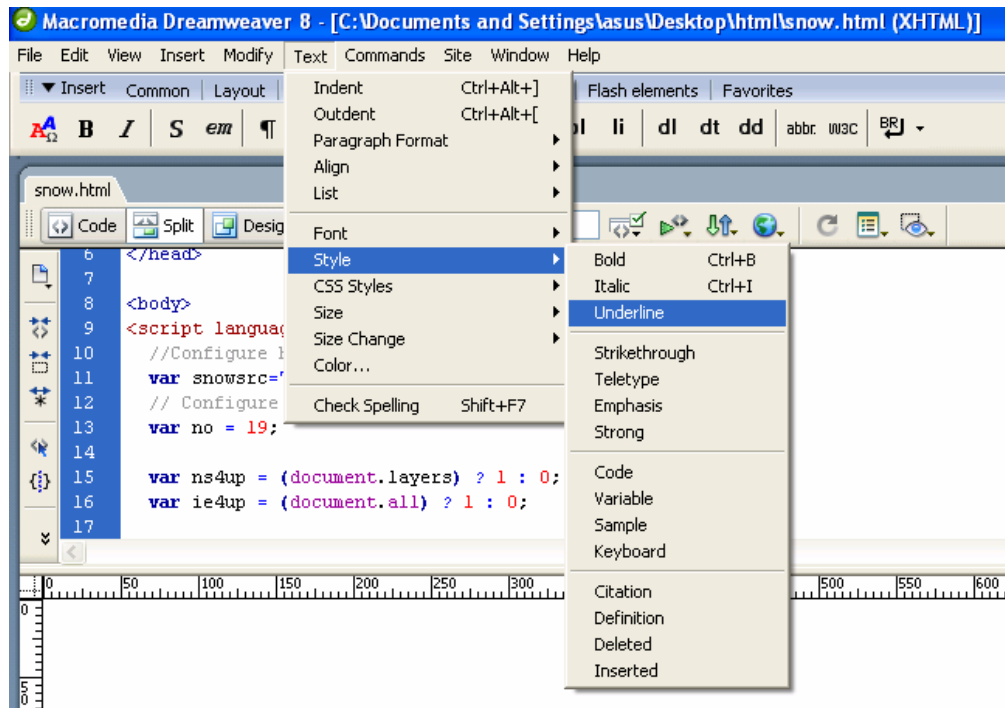 Macromedia Dreamweaver 8 - [C:\Documents and Settings\asus\Desktop\html\snow.html (XHTML)]
File Edit View Insert Modify Text Commands Site Window Help
▼ Insert Common Layout Flash elements Favorites
B I S em ¶ li dl dt dd abbr. W3C BR
Indent Ctrl+Alt+]
Outdent Ctrl+Alt+[
Paragraph Format
Align
List
Font
Style
CSS Styles
Size
Size Change
Color...
Check Spelling Shift+F7
Bold Ctrl+B
Italic Ctrl+I
Underline
Strikethrough
Teletype
Emphasis
Strong
Code
Variable
Sample
Keyboard
Citation
Definition
Deleted
Inserted
snow.html
Code Split Desig
6 </head>
7
8 <body>
9 <script languag
10 //Configure
11 var snowsrc="
12 // Configure
13 var no = 19;
14
15 var ns4up = (document.layers) ? 1 : 0;
16 var ie4up = (document.all) ? 1 : 0;
17
0 50 100 150 200 250 300 500 550 600
0
50